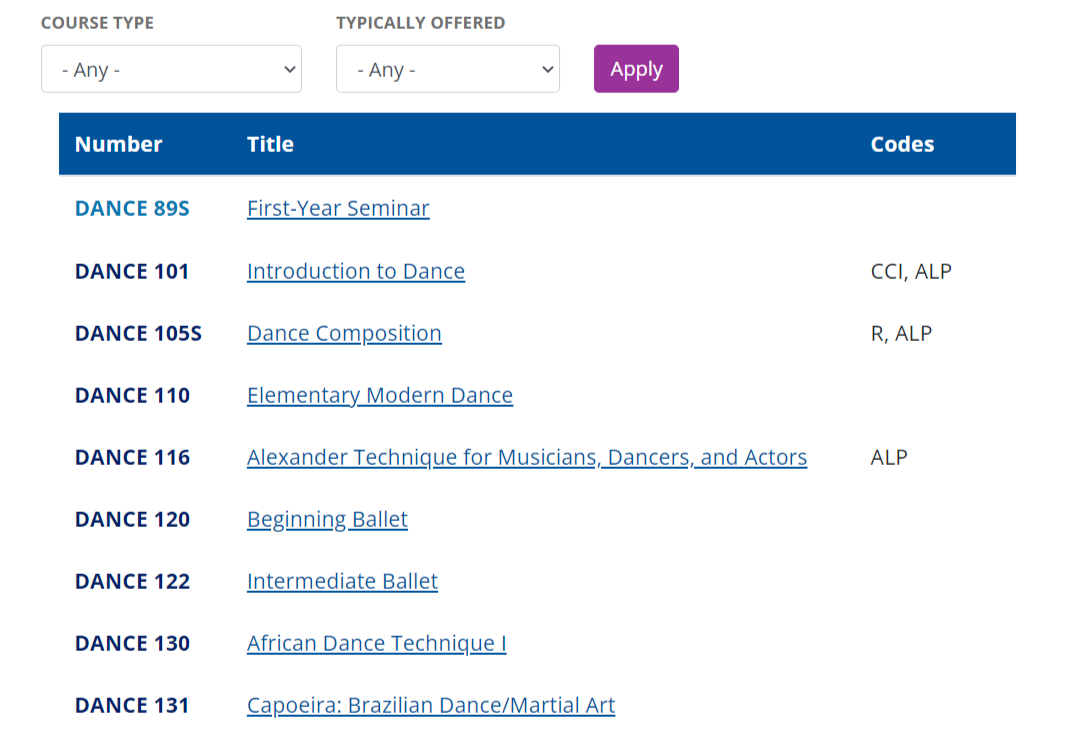 COURSE TYPE TYPICALLY OFFERED
- Any - - Any - Apply
Number Title Codes
DANCE 89S First-Year Seminar
DANCE 101 Introduction to Dance CCI, ALP
DANCE 105S Dance Composition R, ALP
DANCE 110 Elementary Modern Dance
DANCE 116 Alexander Technique for Musicians, Dancers, and Actors ALP
DANCE 120 Beginning Ballet
DANCE 122 Intermediate Ballet
DANCE 130 African Dance Technique I
DANCE 131 Capoeira: Brazilian Dance/Martial Art